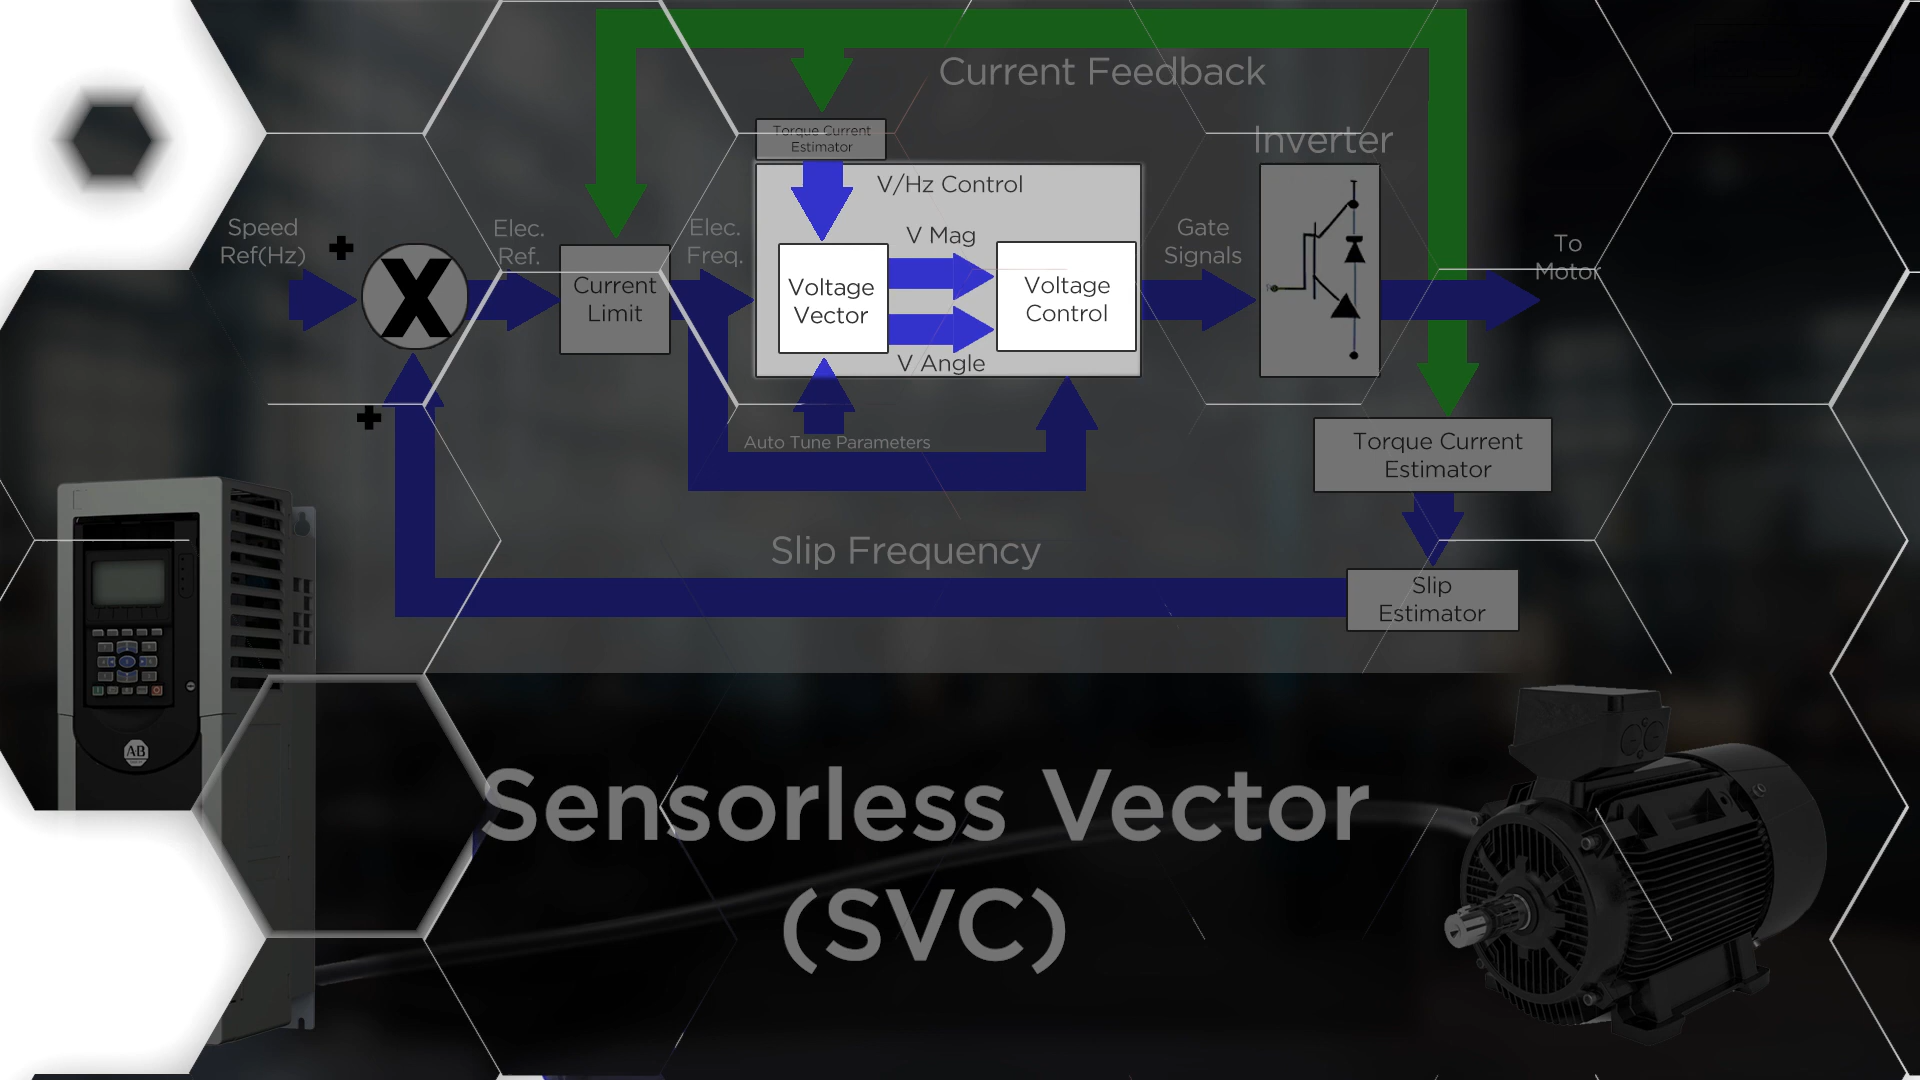 Current Feedback
Torque Current
Estimator
Inverter
V/Hz Control
Speed
Ref(Hz)
Elec.
Ref.
Elec.
Freq.
V Mag
Gate
Signals
To
Motor
X
Current
Limit
Voltage
Vector
Voltage
Control
V Angle
Auto Tune Parameters
Torque Current
Estimator
Slip Frequency
Slip
Estimator
AB
Sensorless Vector
(SVC)